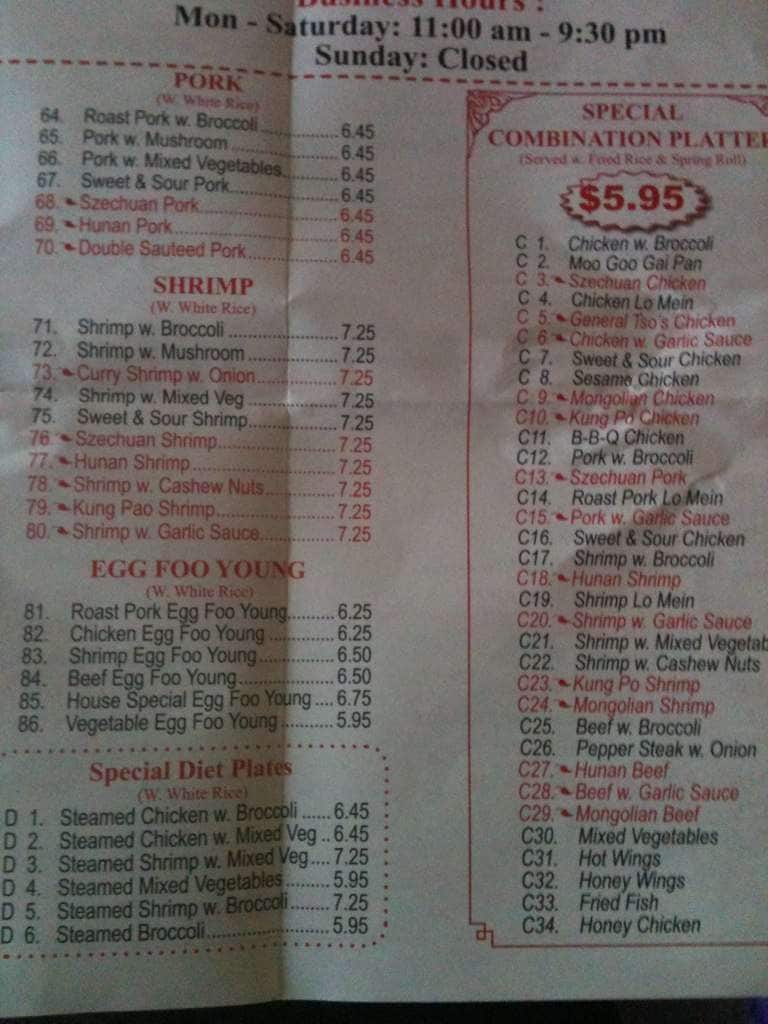 Business Hours :
Mon - Saturday: 11:00 am - 9:30 pm
Sunday: Closed
PORK
(W. White Rice)
64. Roast Pork w. Broccoli 6.45
65. Pork w. Mushroom 6.45
66. Pork w. Mixed Vegetables 6.45
67. Sweet & Sour Pork 6.45
68. Szechuan Pork 6.45
69. Hunan Pork 6.45
70. Double Sauteed Pork 6.45
SHRIMP
(W. White Rice)
71. Shrimp w. Broccoli 7.25
72. Shrimp w. Mushroom 7.25
73. Curry Shrimp w. Onion 7.25
74. Shrimp w. Mixed Veg 7.25
75. Sweet & Sour Shrimp 7.25
76. Szechuan Shrimp 7.25
77. Hunan Shrimp 7.25
78. Shrimp w. Cashew Nuts 7.25
79. Kung Pao Shrimp 7.25
80. Shrimp w. Garlic Sauce 7.25
EGG FOO YOUNG
(W. White Rice)
81. Roast Pork Egg Foo Young 6.25
82. Chicken Egg Foo Young 6.25
83. Shrimp Egg Foo Young 6.50
84. Beef Egg Foo Young 6.50
85. House Special Egg Foo Young 6.75
86. Vegetable Egg Foo Young 5.95
Special Diet Plates
(W. White Rice)
D 1. Steamed Chicken w. Broccoli 6.45
D 2. Steamed Chicken w. Mixed Veg 6.45
D 3. Steamed Shrimp w. Mixed Veg 7.25
D 4. Steamed Mixed Vegetables 5.95
D 5. Steamed Shrimp w. Broccoli 7.25
D 6. Steamed Broccoli 5.95
SPECIAL
COMBINATION PLATTER
(Served w. Fried Rice & Spring Roll)
$5.95
C 1. Chicken w. Broccoli
C 2. Moo Goo Gai Pan
C 3. Szechuan Chicken
C 4. Chicken Lo Mein
C 5. General Tso's Chicken
C 6. Chicken w. Garlic Sauce
C 7. Sweet & Sour Chicken
C 8. Sesame Chicken
C 9. Mongolian Chicken
C10. Kung Po Chicken
C11. B-B-Q Chicken
C12. Pork w. Broccoli
C13. Szechuan Pork
C14. Roast Pork Lo Mein
C15. Pork w. Garlic Sauce
C16. Sweet & Sour Chicken
C17. Shrimp w. Broccoli
C18. Hunan Shrimp
C19. Shrimp Lo Mein
C20. Shrimp w. Garlic Sauce
C21. Shrimp w. Mixed Vegetab
C22. Shrimp w. Cashew Nuts
C23. Kung Po Shrimp
C24. Mongolian Shrimp
C25. Beef w. Broccoli
C26. Pepper Steak w. Onion
C27. Hunan Beef
C28. Beef w. Garlic Sauce
C29. Mongolian Beef
C30. Mixed Vegetables
C31. Hot Wings
C32. Honey Wings
C33. Fried Fish
C34. Honey Chicken